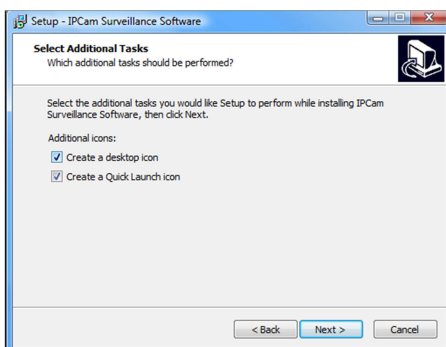 Setup - IPCam Surveillance Software
Select Additional Tasks
Which additional tasks should be performed?
Select the additional tasks you would like Setup to perform while installing IPCam
Surveillance Software, then click Next.
Additional icons:
Create a desktop icon
Create a Quick Launch icon
< Back Next > Cancel